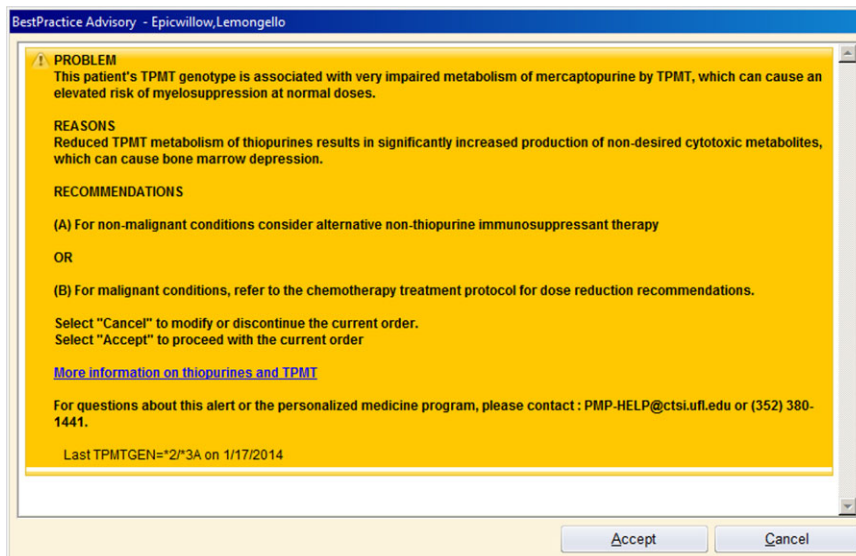 BestPractice Advisory - Epicwillow,Lemongello
PROBLEM
This patient's TPMT genotype is associated with very impaired metabolism of mercaptopurine by TPMT, which can cause an
elevated risk of myelosuppression at normal doses.
REASONS
Reduced TPMT metabolism of thiopurines results in significantly increased production of non-desired cytotoxic metabolites,
which can cause bone marrow depression.
RECOMMENDATIONS
(A) For non-malignant conditions consider alternative non-thiopurine immunosuppressant therapy
OR
(B) For malignant conditions, refer to the chemotherapy treatment protocol for dose reduction recommendations.
Select "Cancel" to modify or discontinue the current order.
Select "Accept" to proceed with the current order
More information on thiopurines and TPMT
For questions about this alert or the personalized medicine program, please contact : PMP-HELP@ctsi.ufl.edu or (352) 380-
1441.
Last TPMTGEN=*2/*3A on 1/17/2014
Accept Cancel